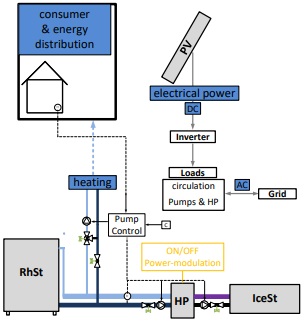 consumer
& energy
distribution
PV
electrical power
DC
Inverter
Loads
circulation
Pumps & HP
AC
Grid
heating
Pump
Control
c
ON/OFF
Power-modulation
RhSt
HP
IceSt